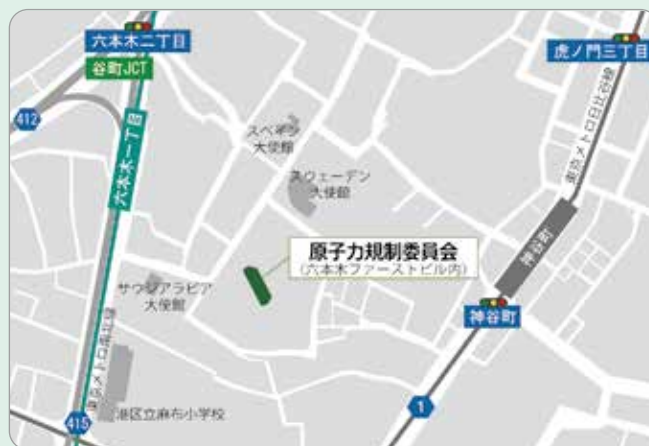 六本木二丁目
谷町JCT
412
六本木一丁目
虎ノ門三丁目
東京メトロ日比谷線
スペイン
大使館
スウェーデン
大使館
原子力規制委員会
(六本木ファーストビル内)
神谷町
神谷町
サウジアラビア
大使館
東京メトロ南北線
港区立麻布小学校
415
1